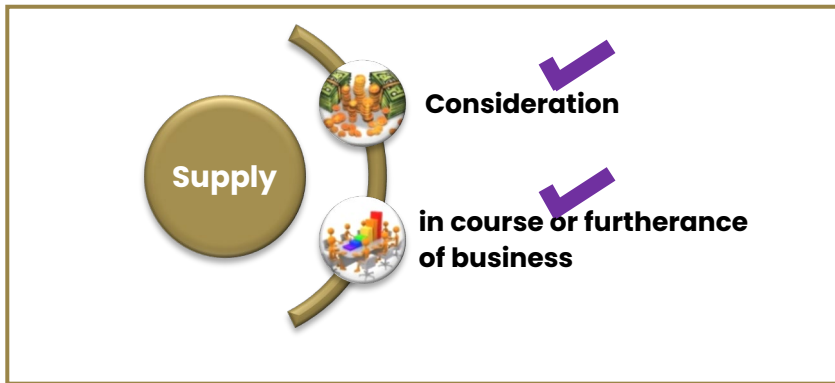 Supply
Consideration
in course or furtherance
of business